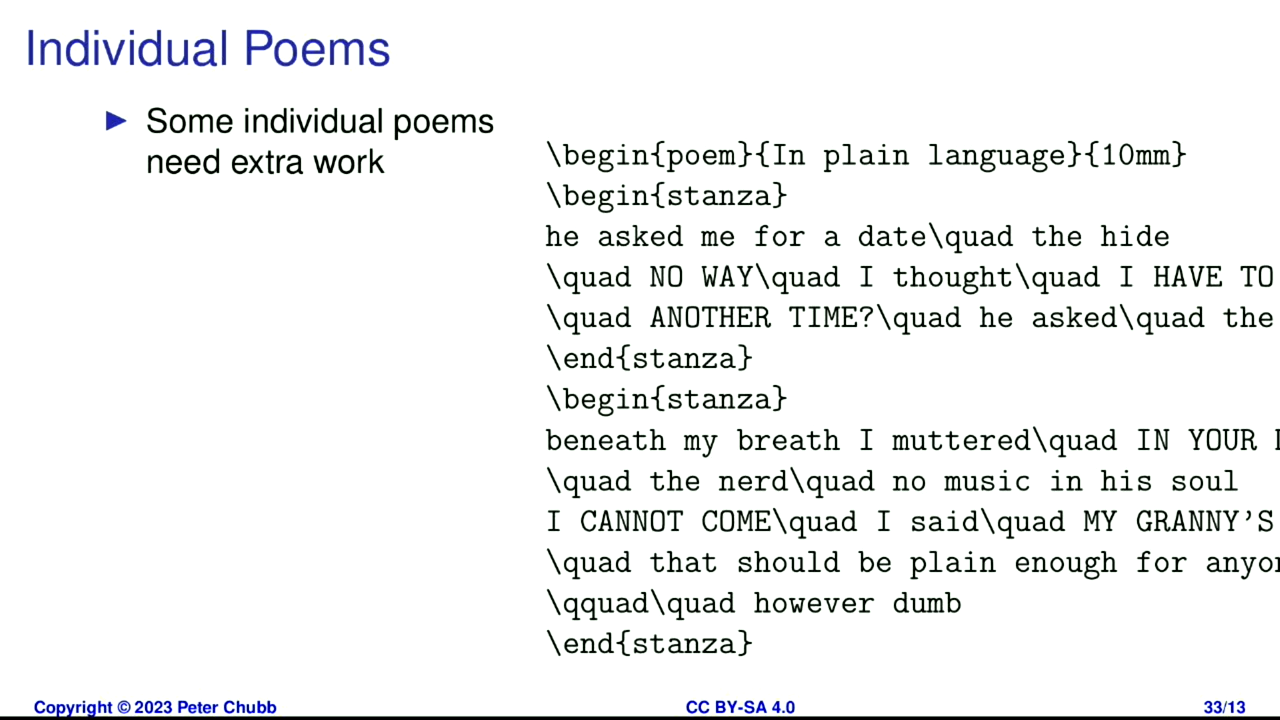 Individual Poems
▶ Some individual poems
need extra work
\begin{poem}{In plain language}{10mm}
\begin{stanza}
he asked me for a date\quad the hide
\quad NO WAY\quad I thought\quad I HAVE TO
\quad ANOTHER TIME?\quad he asked\quad the
\end{stanza}
\begin{stanza}
beneath my breath I muttered\quad IN YOUR
\quad the nerd\quad no music in his soul
I CANNOT COME\quad I said\quad MY GRANNY'S
\quad that should be plain enough for
\qquad\quad however dumb
\end{stanza}
Copyright © 2023 Peter Chubb
CC BY-SA 4.0
33/13